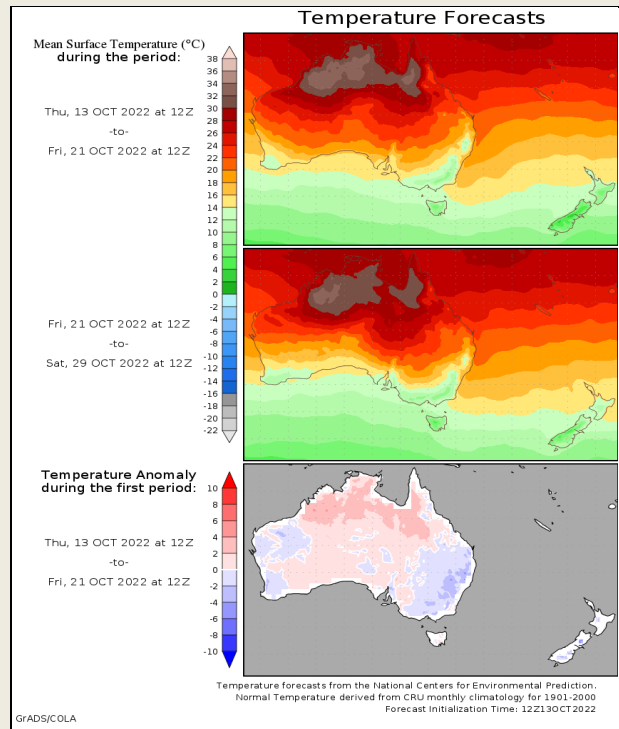 Temperature Forecasts
Mean Surface Temperature (°C)
during the period:
Thu, 13 OCT 2022 at 12Z
-to-
Fri, 21 OCT 2022 at 12Z
38
36
34
32
30
28
26
24
22
20
18
16
14
12
10
8
6
4
2
0
-2
-4
-6
-8
-10
-12
-14
-16
-18
-20
-22
Fri, 21 OCT 2022 at 12Z
-to-
Sat, 29 OCT 2022 at 12Z
Temperature Anomaly
during the first period:
Thu, 13 OCT 2022 at 12Z
-to-
Fri, 21 OCT 2022 at 12Z
10
8
6
4
2
0
-2
-4
-6
-8
-10
Temperature forecasts from the National Centers for Environmental Prediction.
Normal Temperature derived from CRU monthly climatology for 1901-2000
Forecast Initialization Time: 12Z13OCT2022
GrADS/COLA